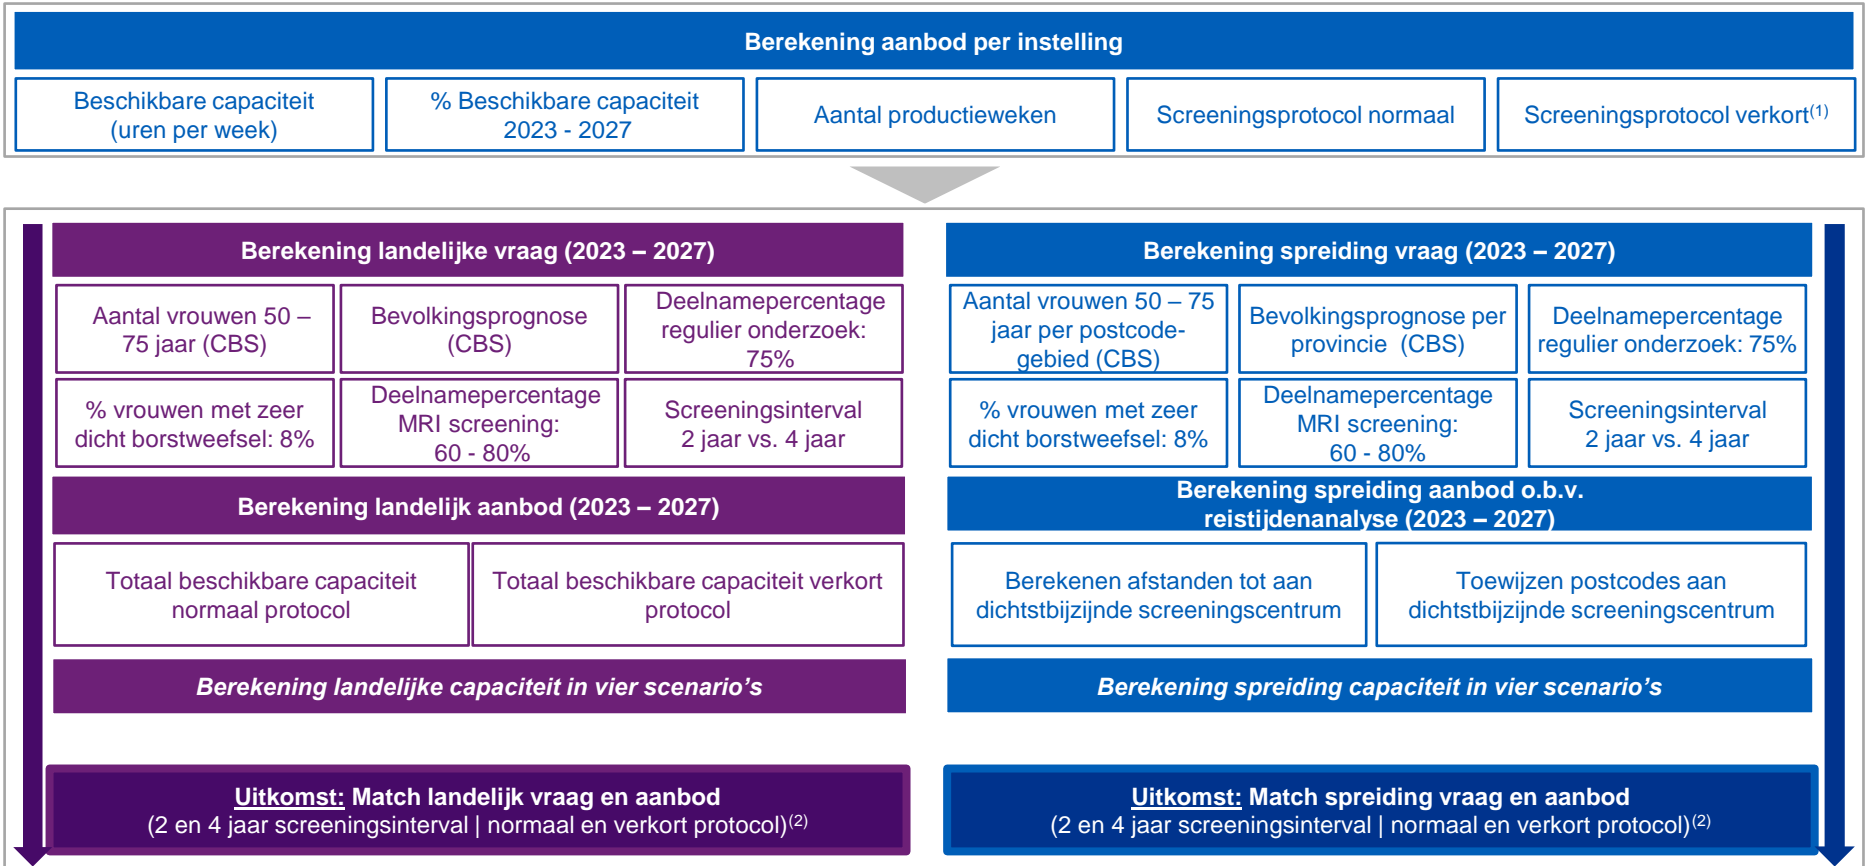 Berekening aanbod per instelling
Beschikbare capaciteit
(uren per week)
% Beschikbare capaciteit
2023 - 2027
Aantal productieweken
Screeningsprotocol normaal
Screeningsprotocol verkort(1)
Berekening landelijke vraag (2023 – 2027)
Aantal vrouwen 50 –
75 jaar (CBS)
Bevolkingsprognose
(CBS)
Deelnamepercentage
regulier onderzoek:
75%
% vrouwen met zeer
dicht borstweefsel: 8%
Deelnamepercentage
MRI screening:
60 - 80%
Screeningsinterval
2 jaar vs. 4 jaar
Berekening landelijk aanbod (2023 – 2027)
Totaal beschikbare capaciteit
normaal protocol
Totaal beschikbare capaciteit verkort
protocol
Berekening landelijke capaciteit in vier scenario's
Uitkomst: Match landelijk vraag en aanbod
(2 en 4 jaar screeningsinterval | normaal en verkort protocol)(2)
Berekening spreiding vraag (2023 – 2027)
Aantal vrouwen 50 – 75
jaar per postcode-
gebied (CBS)
Bevolkingsprognose per
provincie (CBS)
Deelnamepercentage
regulier onderzoek: 75%
% vrouwen met zeer
dicht borstweefsel: 8%
Deelnamepercentage
MRI screening:
60 - 80%
Screeningsinterval
2 jaar vs. 4 jaar
Berekening spreiding aanbod o.b.v.
reistijdenanalyse (2023 – 2027)
Berekenen afstanden tot aan
dichtstbijzijnde screeningscentrum
Toewijzen postcodes aan
dichtstbijzijnde screeningscentrum
Berekening spreiding capaciteit in vier scenario's
Uitkomst: Match spreiding vraag en aanbod
(2 en 4 jaar screeningsinterval | normaal en verkort protocol)(2)